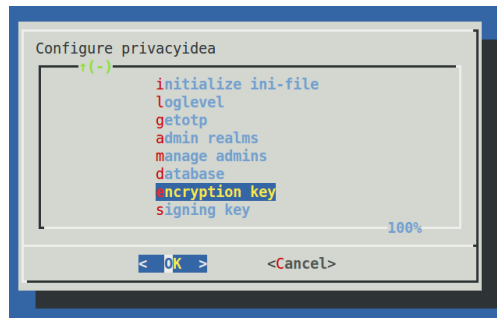 Configure privacyidea
↑(-)
initialize ini-file
loglevel
getotp
admin realms
manage admins
database
encryption key
signing key
100%
< OK > <Cancel>